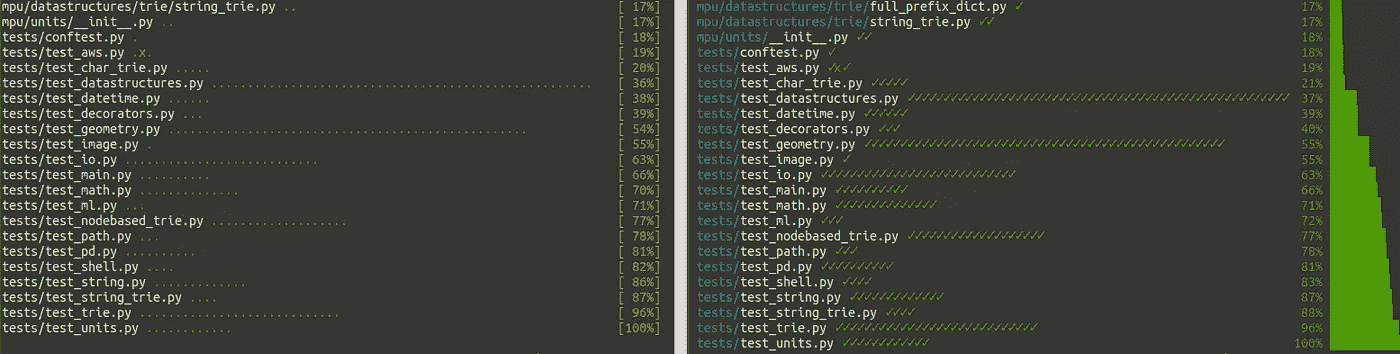 mpu/datastructures/trie/string_trie.py .. [ 17%]
mpu/units/__init__.py .. [ 17%]
tests/conftest.py . [ 18%]
tests/test_aws.py .x. [ 19%]
tests/test_char_trie.py ..... [ 20%]
tests/test_datastructures.py ..................................................... [ 36%]
tests/test_datetime.py ...... [ 38%]
tests/test_decorators.py ... [ 39%]
tests/test_geometry.py .................................................. [ 54%]
tests/test_image.py . [ 55%]
tests/test_io.py ........................... [ 63%]
tests/test_main.py .......... [ 66%]
tests/test_math.py .............. [ 70%]
tests/test_ml.py ... [ 71%]
tests/test_nodebased_trie.py ................... [ 77%]
tests/test_path.py ... [ 78%]
tests/test_pd.py .......... [ 81%]
tests/test_shell.py .... [ 82%]
tests/test_string.py ............. [ 86%]
tests/test_string_trie.py .... [ 87%]
tests/test_trie.py ............................ [ 96%]
tests/test_units.py ............ [100%]
mpu/datastructures/trie/full_prefix_dict.py ✓ 17%
mpu/datastructures/trie/string_trie.py ✓✓ 17%
mpu/units/__init__.py ✓✓ 18%
tests/conftest.py ✓ 18%
tests/test_aws.py ✓x✓ 19%
tests/test_char_trie.py ✓✓✓✓✓ 21%
tests/test_datastructures.py ✓✓✓✓✓✓✓✓✓✓✓✓✓✓✓✓✓✓✓✓✓✓✓✓✓✓✓✓✓✓✓✓✓✓✓✓✓✓✓✓✓✓✓✓✓✓✓✓✓✓✓✓✓ 37%
tests/test_datetime.py ✓✓✓✓✓✓ 39%
tests/test_decorators.py ✓✓✓ 40%
tests/test_geometry.py ✓✓✓✓✓✓✓✓✓✓✓✓✓✓✓✓✓✓✓✓✓✓✓✓✓✓✓✓✓✓✓✓✓✓✓✓✓✓✓✓✓✓✓✓✓✓✓✓✓✓ 55%
tests/test_image.py ✓ 55%
tests/test_io.py ✓✓✓✓✓✓✓✓✓✓✓✓✓✓✓✓✓✓✓✓✓✓✓✓✓✓✓ 63%
tests/test_main.py ✓✓✓✓✓✓✓✓✓✓ 66%
tests/test_math.py ✓✓✓✓✓✓✓✓✓✓✓✓✓✓ 71%
tests/test_ml.py ✓✓✓ 72%
tests/test_nodebased_trie.py ✓✓✓✓✓✓✓✓✓✓✓✓✓✓✓✓✓✓✓ 77%
tests/test_path.py ✓✓✓ 78%
tests/test_pd.py ✓✓✓✓✓✓✓✓✓✓ 81%
tests/test_shell.py ✓✓✓✓ 83%
tests/test_string.py ✓✓✓✓✓✓✓✓✓✓✓✓✓ 87%
tests/test_string_trie.py ✓✓✓✓ 88%
tests/test_trie.py ✓✓✓✓✓✓✓✓✓✓✓✓✓✓✓✓✓✓✓✓✓✓✓✓✓✓✓✓ 96%
tests/test_units.py ✓✓✓✓✓✓✓✓✓✓✓✓ 100%